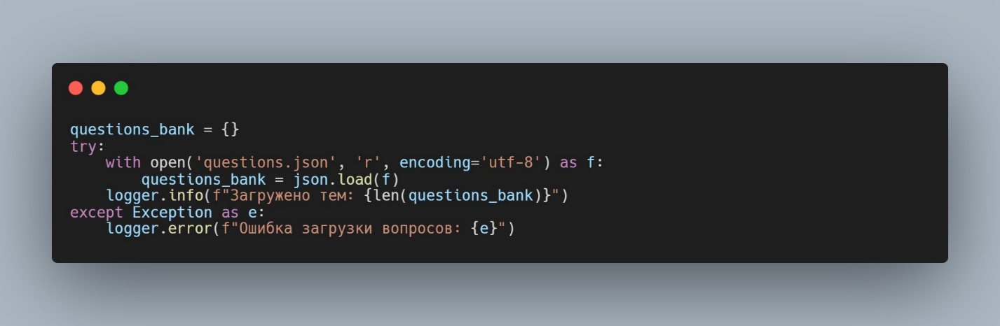 questions_bank = {}
try:
    with open('questions.json', 'r', encoding='utf-8') as f:
        questions_bank = json.load(f)
    logger.info(f"Загружено тем: {len(questions_bank)}")
except Exception as e:
    logger.error(f"Ошибка загрузки вопросов: {e}")